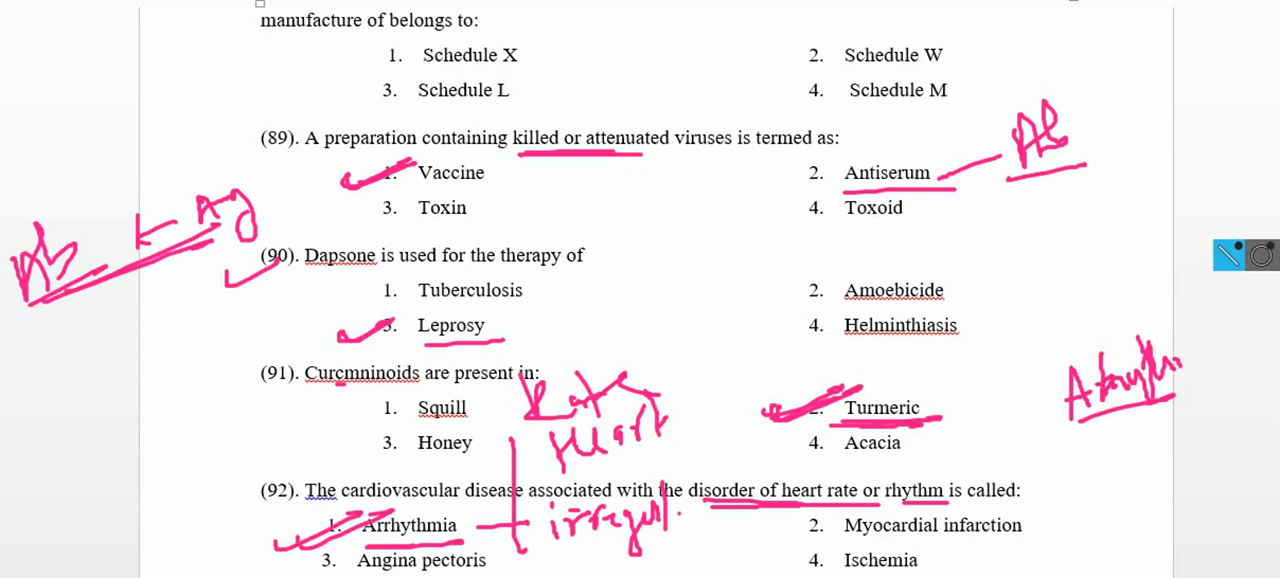 manufacture of belongs to:
1. Schedule X 2. Schedule W
3. Schedule L 4. Schedule M
(89). A preparation containing killed or attenuated viruses is termed as:
AB
1. Vaccine 2. Antiserum
3. Toxin 4. Toxoid
Ab Ag
(90). Dapsone is used for the therapy of
1. Tuberculosis 2. Amoebicide
3. Leprosy 4. Helminthiasis
(91). Curcmninoids are present in:
1. Squill 2. Turmeric
3. Honey 4. Acacia
Heart
(92). The cardiovascular disease associated with the disorder of heart rate or rhythm is called:
1. Arrhythmia irregul. 2. Myocardial infarction
3. Angina pectoris 4. Ischemia